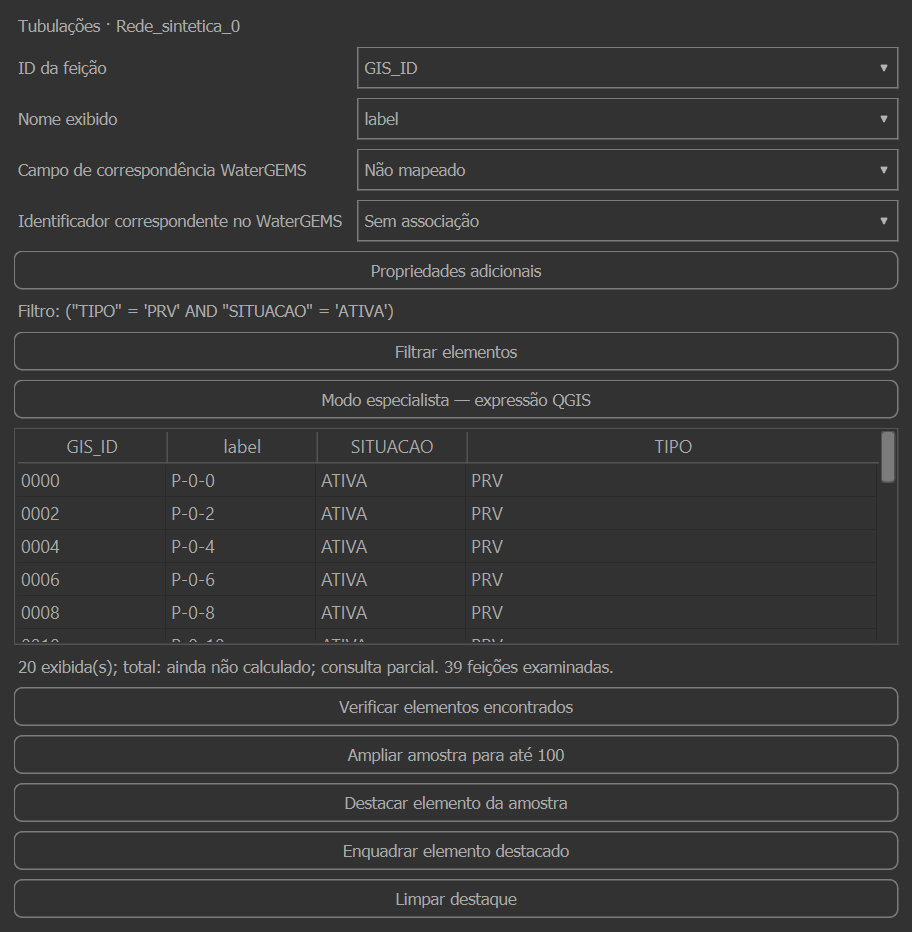 Tubulações · Rede_sintetica_0
ID da feição GIS_ID
Nome exibido label
Campo de correspondência WaterGEMS Não mapeado
Identificador correspondente no WaterGEMS Sem associação
Propriedades adicionais
Filtro: ("TIPO" = 'PRV' AND "SITUACAO" = 'ATIVA')
Filtrar elementos
Modo especialista — expressão QGIS
GIS_ID label SITUACAO TIPO
0000 P-0-0 ATIVA PRV
0002 P-0-2 ATIVA PRV
0004 P-0-4 ATIVA PRV
0006 P-0-6 ATIVA PRV
0008 P-0-8 ATIVA PRV
20 exibida(s); total: ainda não calculado; consulta parcial. 39 feições examinadas.
Verificar elementos encontrados
Ampliar amostra para até 100
Destacar elemento da amostra
Enquadrar elemento destacado
Limpar destaque